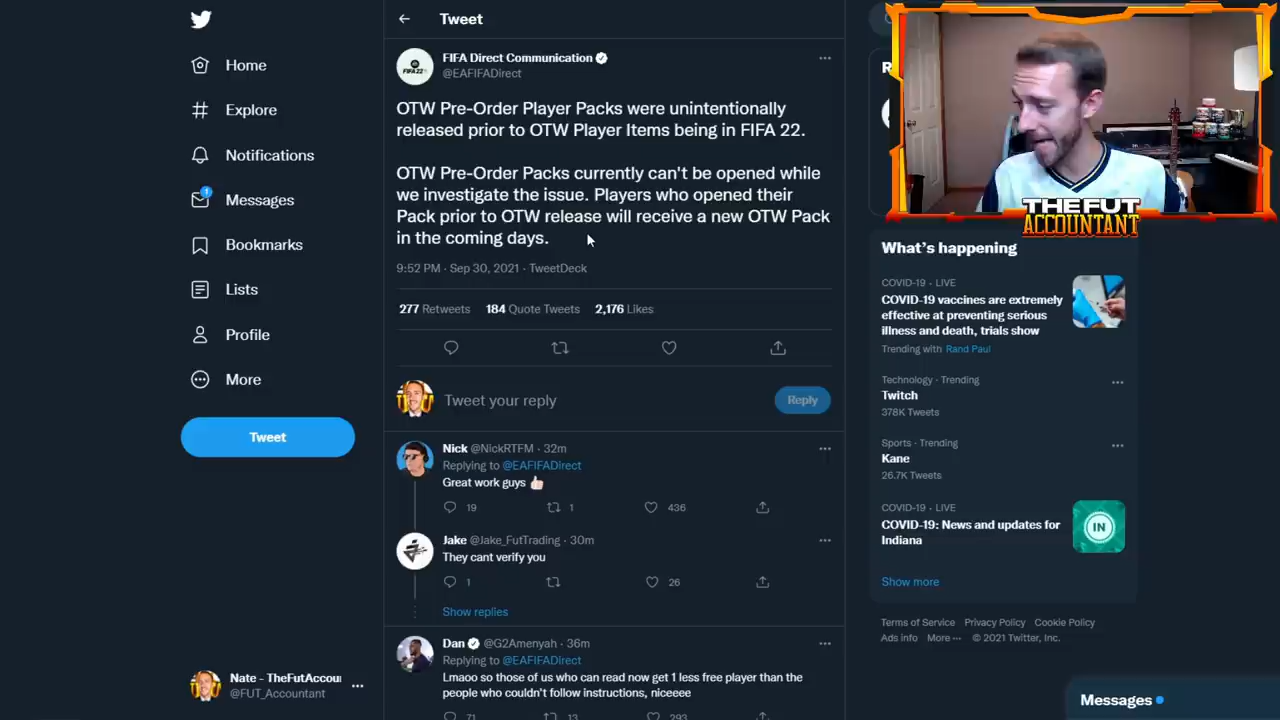 Home
Explore
Notifications
1
Messages
Bookmarks
Lists
Profile
More
Tweet
Nate - TheFutAccou
@FUT_Accountant
Tweet
FIFA Direct Communication
@EAFIFADirect
FIFA 22
OTW Pre-Order Player Packs were unintentionally
released prior to OTW Player Items being in FIFA 22.
OTW Pre-Order Packs currently can't be opened while
we investigate the issue. Players who opened their
Pack prior to OTW release will receive a new OTW Pack
in the coming days.
9:52 PM · Sep 30, 2021 · TweetDeck
277 Retweets 184 Quote Tweets 2,176 Likes
Tweet your reply
Reply
Nick @NickRTFM · 32m
Replying to @EAFIFADirect
Great work guys 👍🏻
19 1 436
Jake @Jake_FutTrading · 30m
They cant verify you
1 26
Show replies
Dan @G2Amenyah · 36m
Replying to @EAFIFADirect
Lmaoo so those of us who can read now get 1 less free player than the
people who couldn't follow instructions, niceeee
71 13 293
THE FUT
ACCOUNTANT
What's happening
COVID-19 · LIVE
COVID-19 vaccines are extremely
effective at preventing serious
illness and death, trials show
Trending with Rand Paul
Technology · Trending
Twitch
378K Tweets
Sports · Trending
Kane
26.7K Tweets
COVID-19 · LIVE
COVID-19: News and updates for
Indiana
IN
Show more
Terms of Service Privacy Policy Cookie Policy
Ads info More ··· © 2021 Twitter, Inc.
Messages